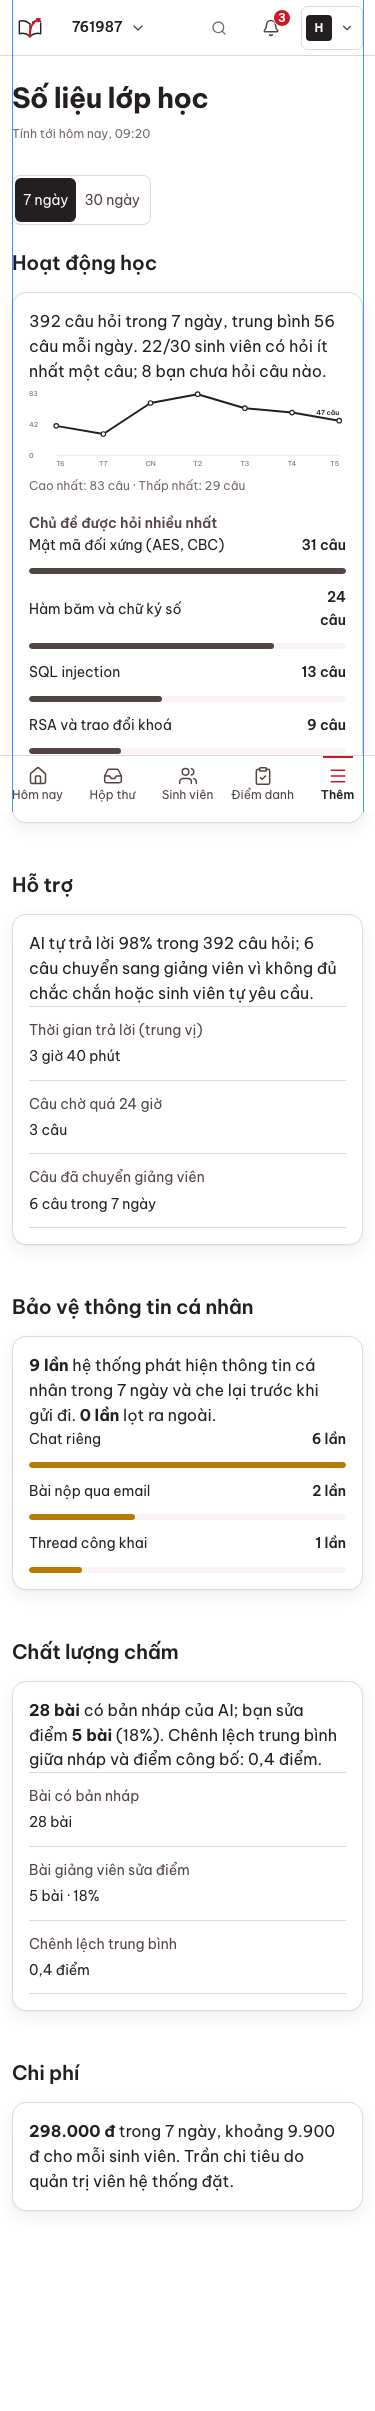 761987
3
H
Số liệu lớp học
Tính tới hôm nay, 09:20
7 ngày
30 ngày
Hoạt động học
392 câu hỏi trong 7 ngày, trung bình 56
câu mỗi ngày. 22/30 sinh viên có hỏi ít
nhất một câu; 8 bạn chưa hỏi câu nào.
83
42
0
47 câu
T6 T7 CN T2 T3 T4 T5
Cao nhất: 83 câu · Thấp nhất: 29 câu
Chủ đề được hỏi nhiều nhất
Mật mã đối xứng (AES, CBC) 31 câu
Hàm băm và chữ ký số 24
câu
SQL injection 13 câu
RSA và trao đổi khoá 9 câu
Hôm nay
Hộp thư
Sinh viên
Điểm danh
Thêm
Hỗ trợ
AI tự trả lời 98% trong 392 câu hỏi; 6
câu chuyển sang giảng viên vì không đủ
chắc chắn hoặc sinh viên tự yêu cầu.
Thời gian trả lời (trung vị)
3 giờ 40 phút
Câu chờ quá 24 giờ
3 câu
Câu đã chuyển giảng viên
6 câu trong 7 ngày
Bảo vệ thông tin cá nhân
9 lần hệ thống phát hiện thông tin cá
nhân trong 7 ngày và che lại trước khi
gửi đi. 0 lần lọt ra ngoài.
Chat riêng 6 lần
Bài nộp qua email 2 lần
Thread công khai 1 lần
Chất lượng chấm
28 bài có bản nháp của AI; bạn sửa
điểm 5 bài (18%). Chênh lệch trung bình
giữa nháp và điểm công bố: 0,4 điểm.
Bài có bản nháp
28 bài
Bài giảng viên sửa điểm
5 bài · 18%
Chênh lệch trung bình
0,4 điểm
Chi phí
298.000 đ trong 7 ngày, khoảng 9.900
đ cho mỗi sinh viên. Trần chi tiêu do
quản trị viên hệ thống đặt.